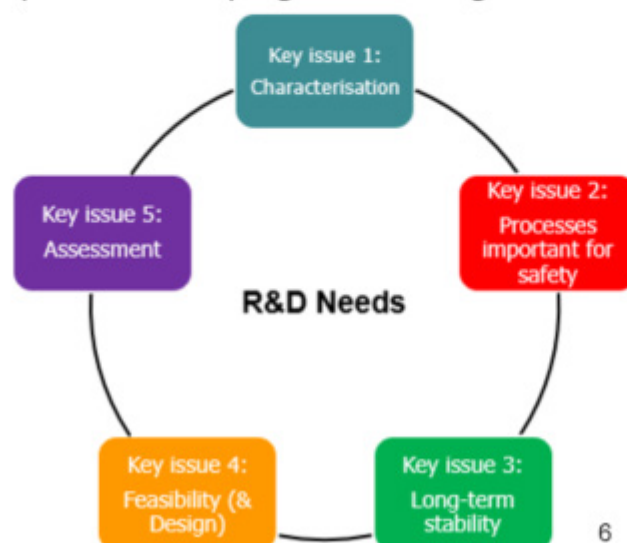 Key issue 1:
Characterisation
Key issue 2:
Processes
important for
safety
Key issue 5:
Assessment
R&D Needs
Key issue 4:
Feasibility (&
Design)
Key issue 3:
Long-term
stability
6